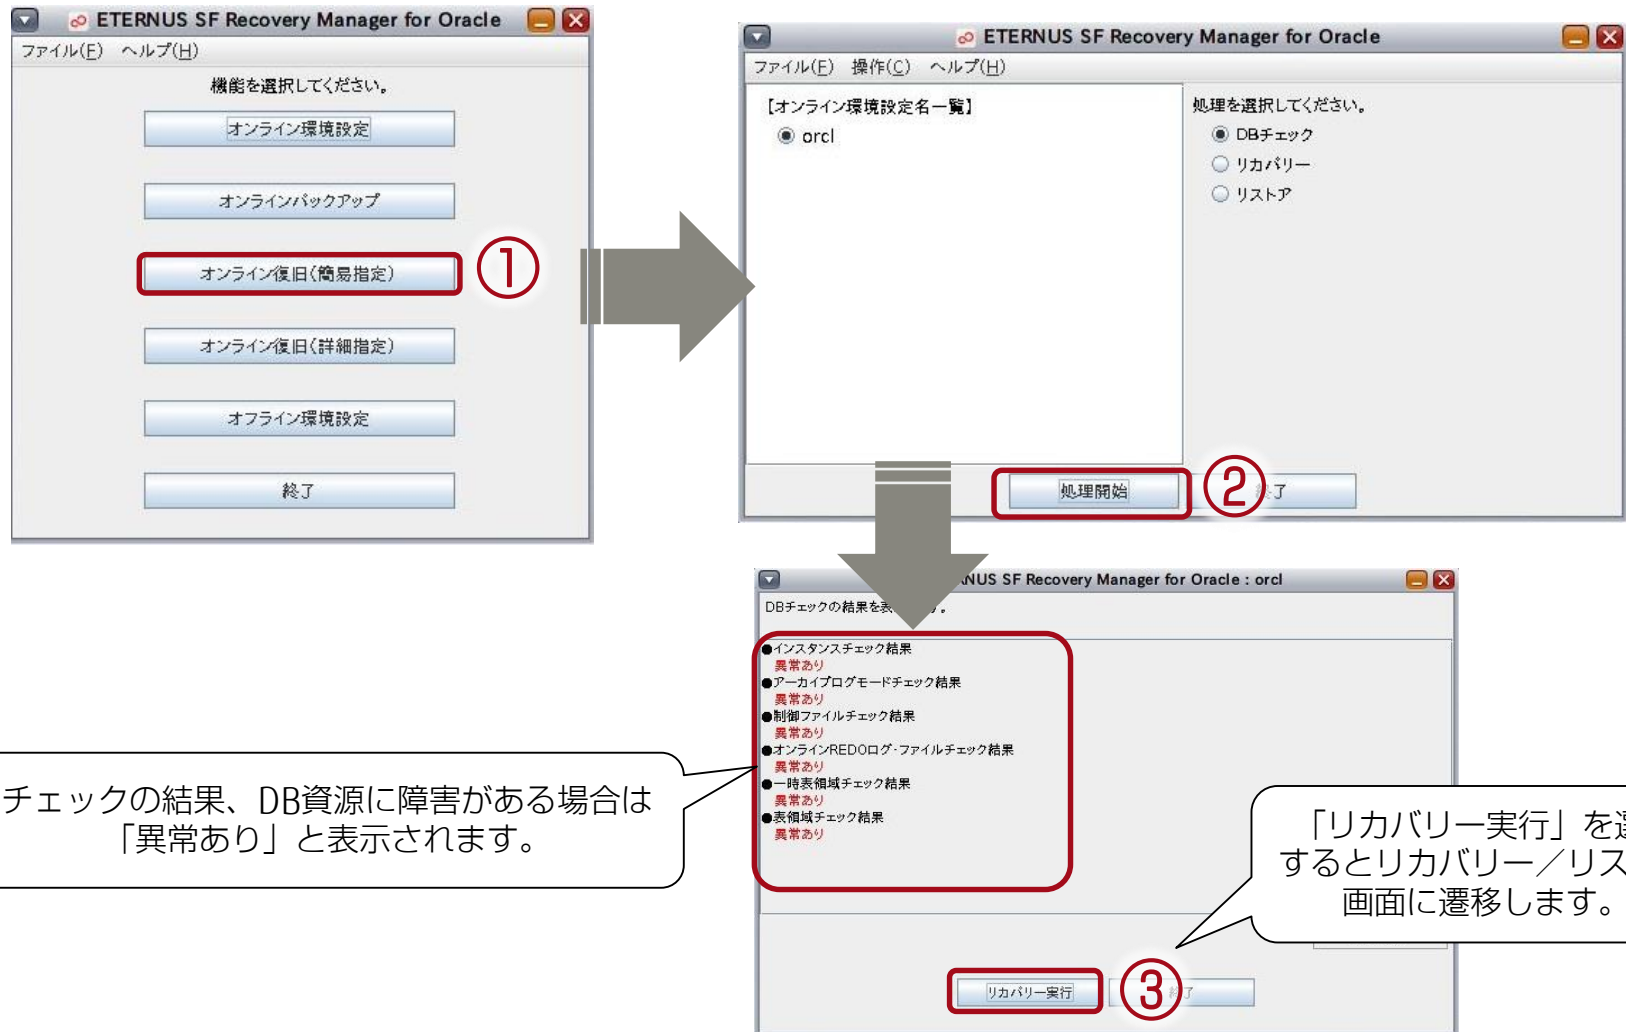 ETERNUS SF Recovery Manager for Oracle
ファイル(F) ヘルプ(H)
機能を選択してください。
オンライン環境設定
オンラインバックアップ
オンライン復旧(簡易指定)
①
オンライン復旧(詳細指定)
オフライン環境設定
終了
ETERNUS SF Recovery Manager for Oracle
ファイル(F) 操作(C) ヘルプ(H)
【オンライン環境設定名一覧】
orcl
処理を選択してください。
DBチェック
リカバリー
リストア
処理開始
②
了
NUS SF Recovery Manager for Oracle : orcl
DBチェックの結果を表 す。
●インスタンスチェック結果
異常あり
●アーカイブログモードチェック結果
異常あり
●制御ファイルチェック結果
異常あり
●オンラインREDOログ・ファイルチェック結果
異常あり
●一時表領域チェック結果
異常あり
●表領域チェック結果
異常あり
リカバリー実行
③
了
チェックの結果、DB資源に障害がある場合は
「異常あり」と表示されます。
「リカバリー実行」を選
するとリカバリー／リス
画面に遷移します。